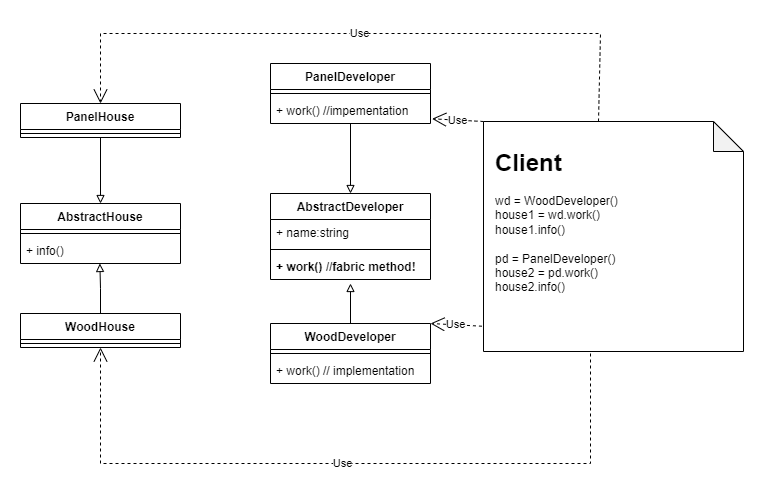 Use
PanelHouse
AbstractHouse
+ info()
WoodHouse
PanelDeveloper
+ work() //impementation
AbstractDeveloper
+ name:string
+ work() //fabric method!
WoodDeveloper
+ work() // implementation
Use
Use
Client
wd = WoodDeveloper()
house1 = wd.work()
house1.info()
pd = PanelDeveloper()
house2 = pd.work()
house2.info()
Use